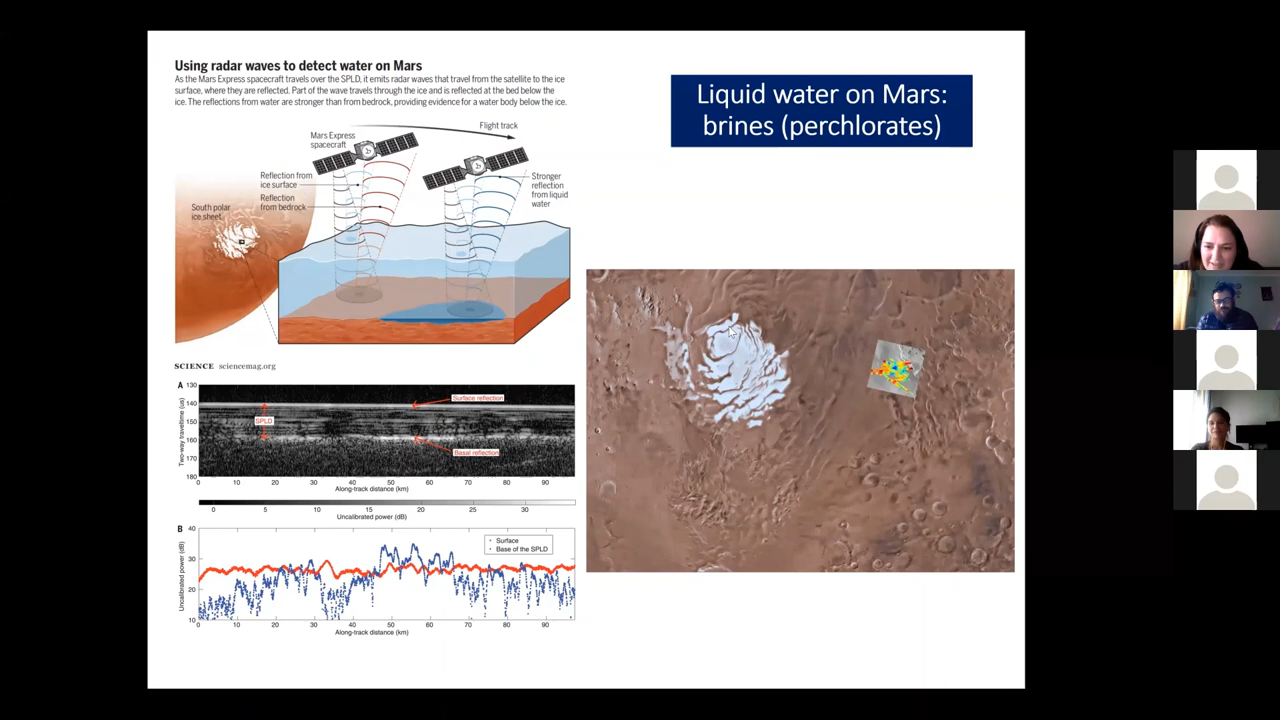 Using radar waves to detect water on Mars
As the Mars Express spacecraft travels over the SPLD, it emits radar waves that travel from the satellite to the ice
surface, where they are reflected. Part of the wave travels through the ice and is reflected at the bed below the
ice. The reflections from water are stronger than from bedrock, providing evidence for a water body below the ice.
Liquid water on Mars:
brines (perchlorates)
Flight track
Mars Express
spacecraft
Reflection from
ice surface
Reflection
from bedrock
Stronger
reflection
from liquid
water
South polar
ice sheet
SCIENCE sciencemag.org
A
130
140
150
160
170
180
Two-way traveltime (us)
Surface reflection
SPLD
Basal reflection
0 10 20 30 40 50 60 70 80 90
Along-track distance (km)
0 5 10 15 20 25 30
Uncalibrated power (dB)
B
40
30
20
10
Uncalibrated power (dB)
Surface
Base of the SPLD
0 10 20 30 40 50 60 70 80 90
Along-track distance (km)